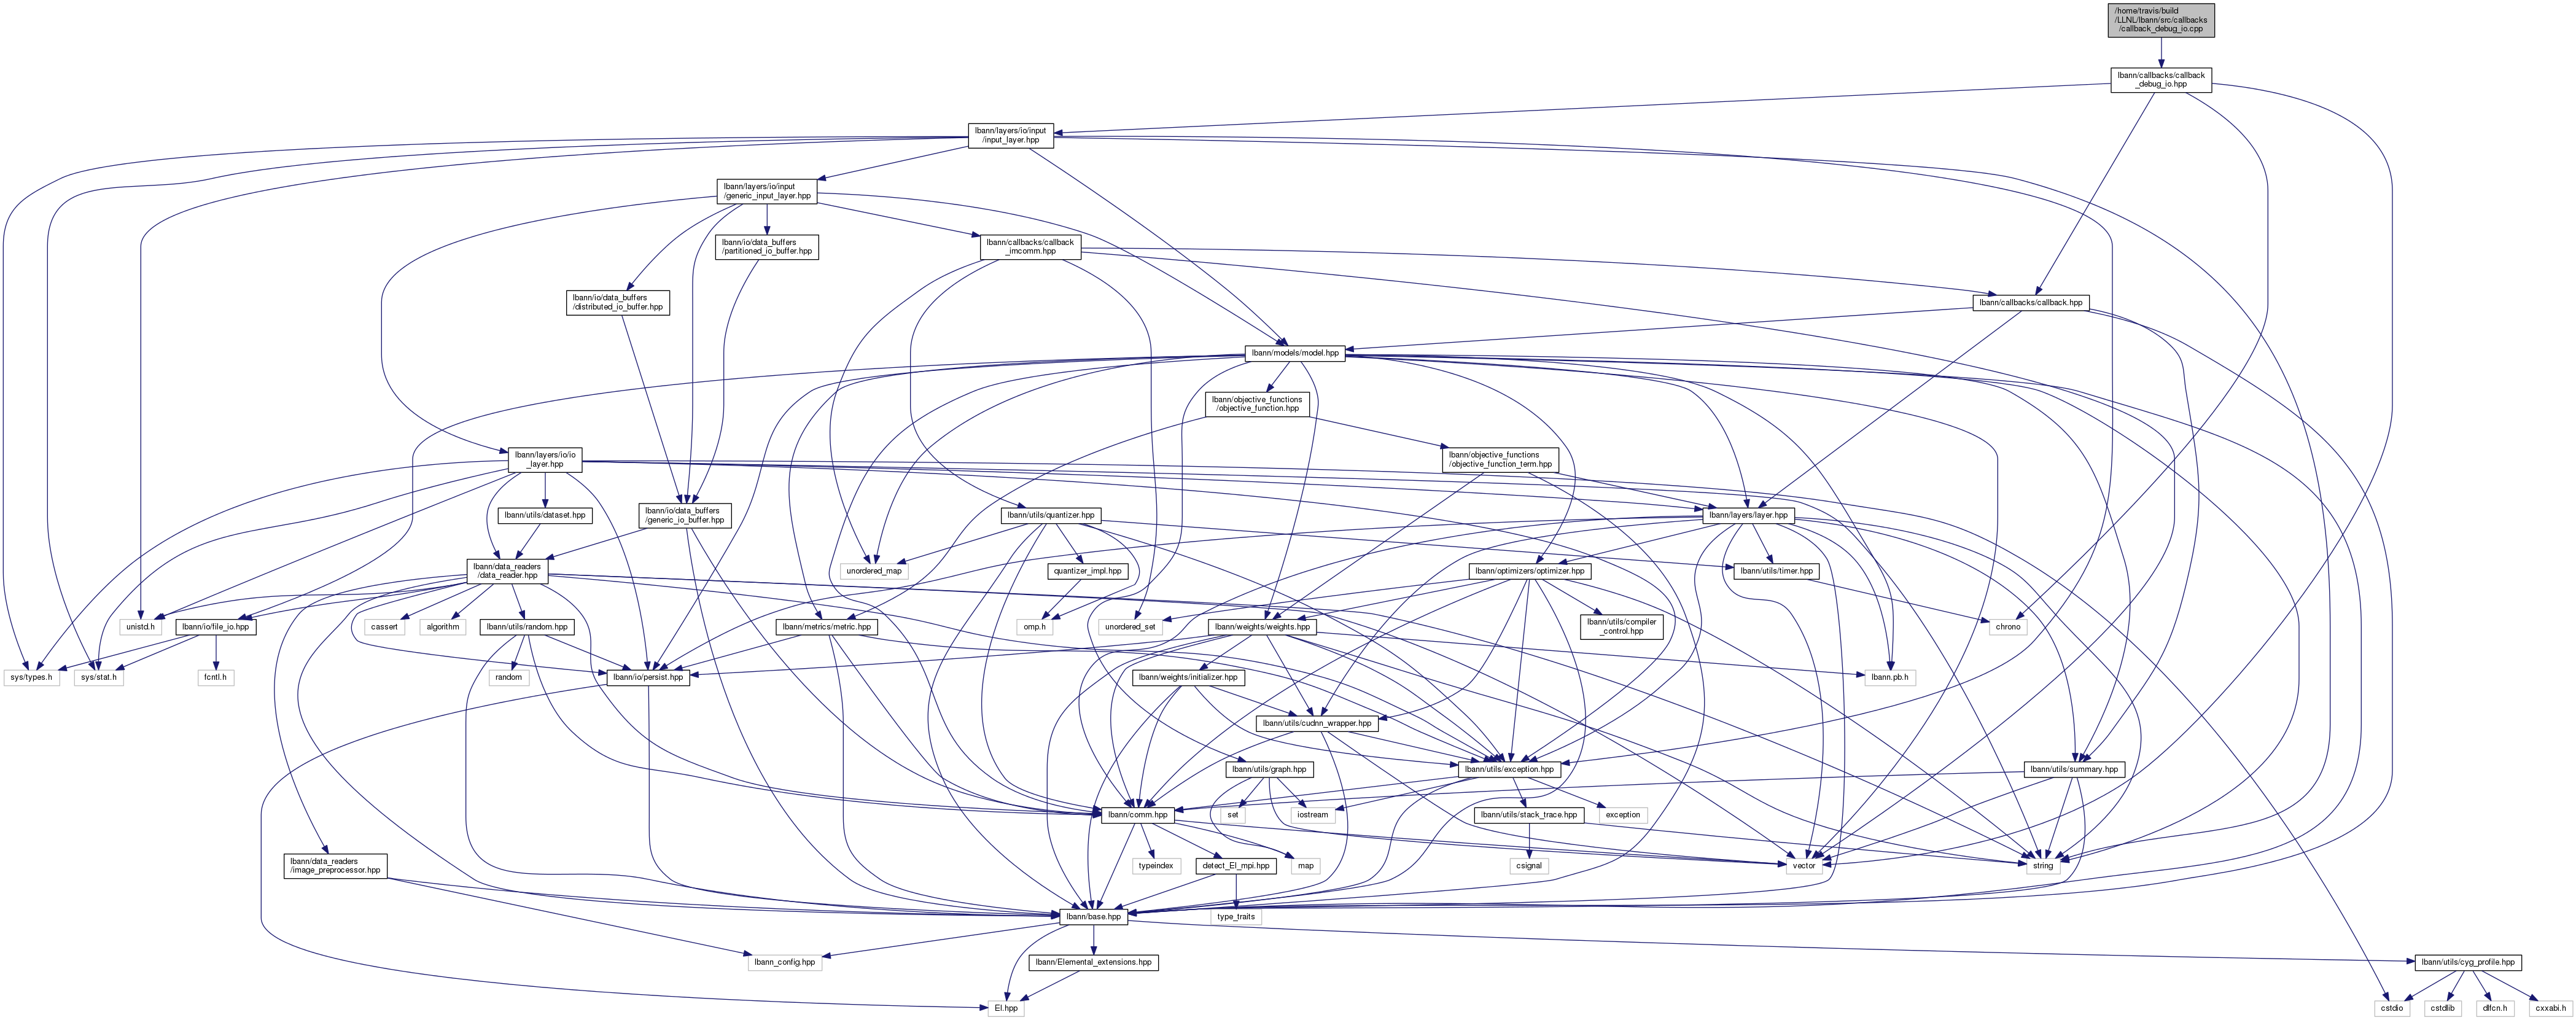 /home/travis/build
/LLNL/lbann/src/callbacks
/callback_debug_io.cpp
lbann/callbacks/callback
_debug_io.hpp
lbann/layers/io/input
/input_layer.hpp
lbann/layers/io/input
/generic_input_layer.hpp
lbann/io/data_buffers
/partitioned_io_buffer.hpp
lbann/callbacks/callback
_imcomm.hpp
lbann/io/data_buffers
/distributed_io_buffer.hpp
lbann/callbacks/callback.hpp
lbann/models/model.hpp
lbann/objective_functions
/objective_function.hpp
lbann/layers/io/io
_layer.hpp
lbann/objective_functions
/objective_function_term.hpp
lbann/utils/dataset.hpp
lbann/io/data_buffers
/generic_io_buffer.hpp
lbann/utils/quantizer.hpp
lbann/layers/layer.hpp
lbann/data_readers
/data_reader.hpp
unordered_map
quantizer_impl.hpp
lbann/optimizers/optimizer.hpp
lbann/utils/timer.hpp
unistd.h
lbann/io/file_io.hpp
cassert
algorithm
lbann/utils/random.hpp
lbann/metrics/metric.hpp
omp.h
unordered_set
lbann/weights/weights.hpp
lbann/utils/compiler
_control.hpp
chrono
sys/types.h
sys/stat.h
fcntl.h
random
lbann/io/persist.hpp
lbann/weights/initializer.hpp
lbann.pb.h
lbann/utils/cudnn_wrapper.hpp
lbann/utils/graph.hpp
lbann/utils/exception.hpp
lbann/utils/summary.hpp
lbann/comm.hpp
set
iostream
lbann/utils/stack_trace.hpp
exception
lbann/data_readers
/image_preprocessor.hpp
typeindex
detect_El_mpi.hpp
map
csignal
vector
string
lbann/base.hpp
type_traits
lbann_config.hpp
lbann/Elemental_extensions.hpp
lbann/utils/cyg_profile.hpp
El.hpp
cstdio
cstdlib
dlfcn.h
cxxabi.h